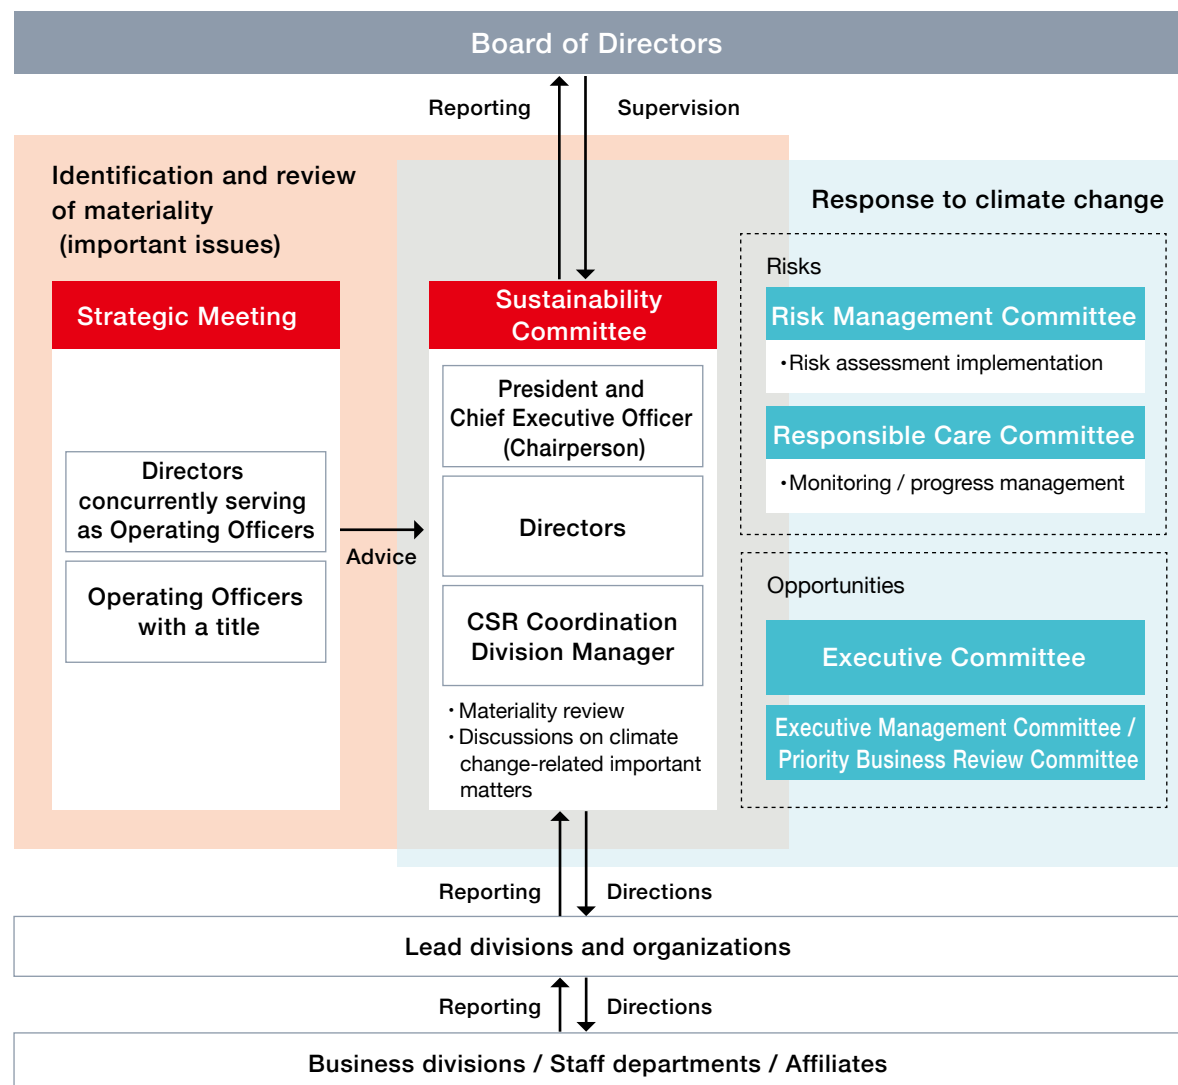 Board of Directors
Reporting
Supervision
Identification and review
of materiality
(important issues)
Strategic Meeting
Directors
concurrently serving
as Operating Officers
Operating Officers
with a title
Advice
Sustainability
Committee
President and
Chief Executive Officer
(Chairperson)
Directors
CSR Coordination
Division Manager
・Materiality review
・Discussions on climate
change-related important
matters
Response to climate change
Risks
Risk Management Committee
・Risk assessment implementation
Responsible Care Committee
・Monitoring / progress management
Opportunities
Executive Committee
Executive Management Committee /
Priority Business Review Committee
Reporting
Directions
Lead divisions and organizations
Reporting
Directions
Business divisions / Staff departments / Affiliates